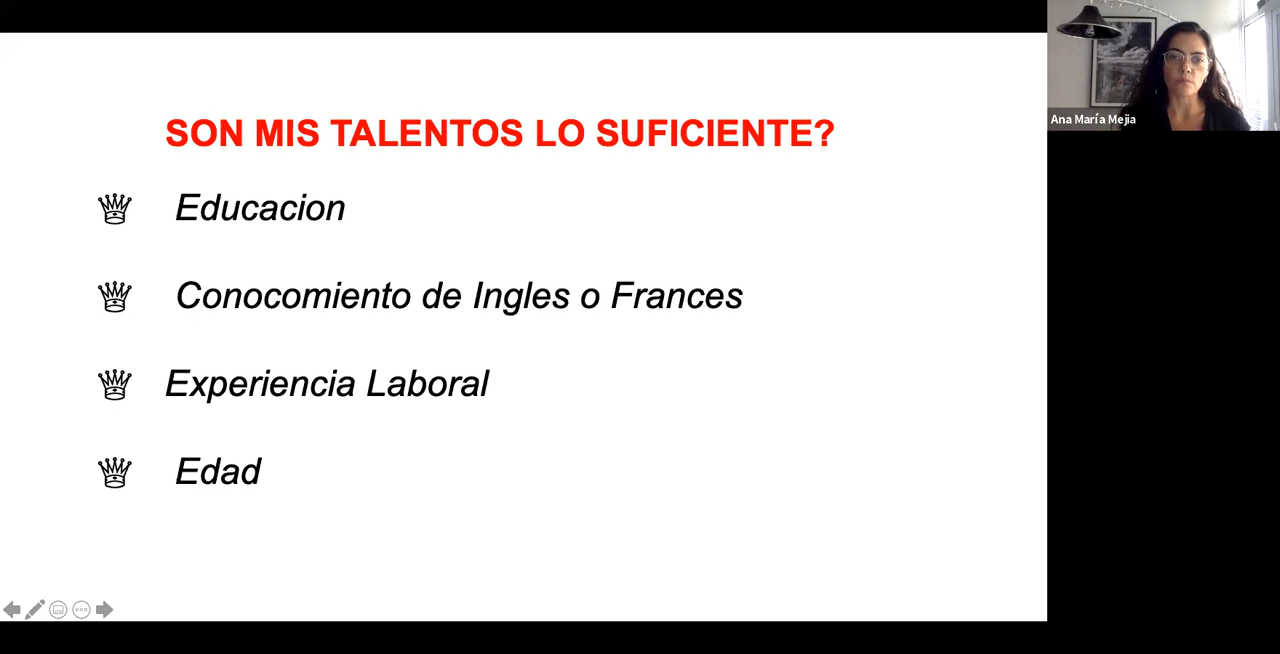 SON MIS TALENTOS LO SUFICIENTE?
Educacion
Conocomiento de Ingles o Frances
Experiencia Laboral
Edad
Ana María Mejia